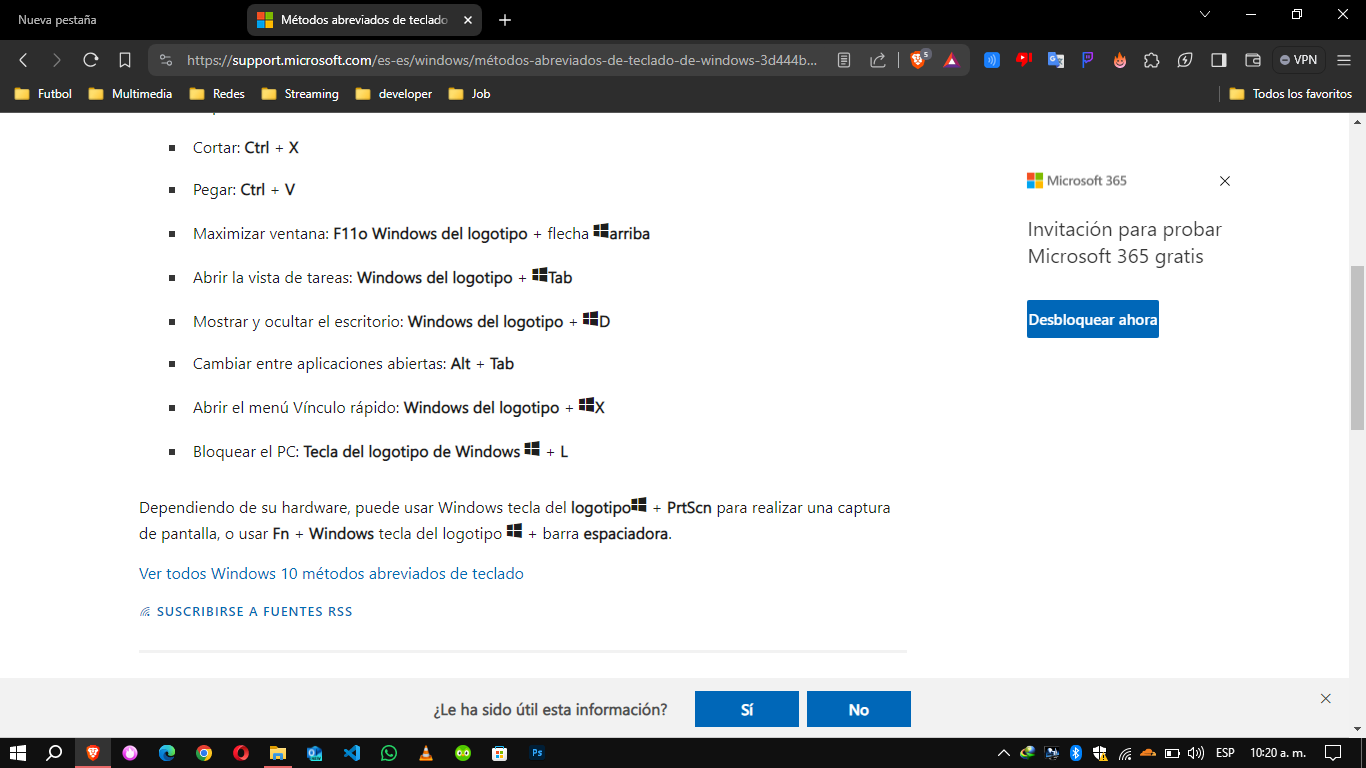 Nueva pestaña
Métodos abreviados de teclado
https://support.microsoft.com/es-es/windows/métodos-abreviados-de-teclado-de-windows-3d444b...
5
VPN
Futbol
Multimedia
Redes
Streaming
developer
Job
Todos los favoritos
Cortar: Ctrl + X
Pegar: Ctrl + V
Maximizar ventana: F11o Windows del logotipo + flecha arriba
Abrir la vista de tareas: Windows del logotipo + Tab
Mostrar y ocultar el escritorio: Windows del logotipo + D
Cambiar entre aplicaciones abiertas: Alt + Tab
Abrir el menú Vínculo rápido: Windows del logotipo + X
Bloquear el PC: Tecla del logotipo de Windows + L
Dependiendo de su hardware, puede usar Windows tecla del logotipo + PrtScn para realizar una captura
de pantalla, o usar Fn + Windows tecla del logotipo + barra espaciadora.
Ver todos Windows 10 métodos abreviados de teclado
SUSCRIBIRSE A FUENTES RSS
Microsoft 365
Invitación para probar
Microsoft 365 gratis
Desbloquear ahora
¿Le ha sido útil esta información?
Sí
No
Ps
ESP
10:20 a. m.